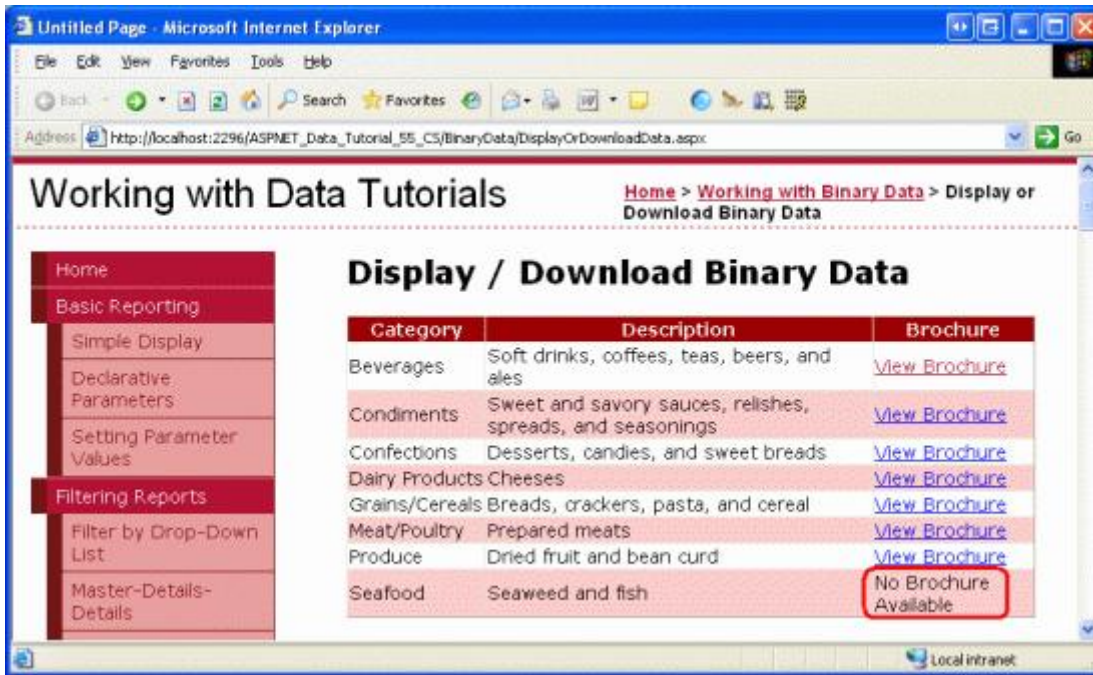 Untitled Page - Microsoft Internet Explorer
File Edit View Favorites Tools Help
Back Search Favorites
Address http://localhost:2296/ASPNET_Data_Tutorial_55_CS/BinaryData/DisplayOrDownloadData.aspx Go
Working with Data Tutorials
Home > Working with Binary Data > Display or
Download Binary Data
Home
Basic Reporting
Simple Display
Declarative
Parameters
Setting Parameter
Values
Filtering Reports
Filter by Drop-Down
List
Master-Details-
Details
Display / Download Binary Data
Category Description Brochure
Beverages Soft drinks, coffees, teas, beers, and
ales View Brochure
Condiments Sweet and savory sauces, relishes,
spreads, and seasonings View Brochure
Confections Desserts, candies, and sweet breads View Brochure
Dairy Products Cheeses View Brochure
Grains/Cereals Breads, crackers, pasta, and cereal View Brochure
Meat/Poultry Prepared meats View Brochure
Produce Dried fruit and bean curd View Brochure
Seafood Seaweed and fish No Brochure
Available
Local intranet